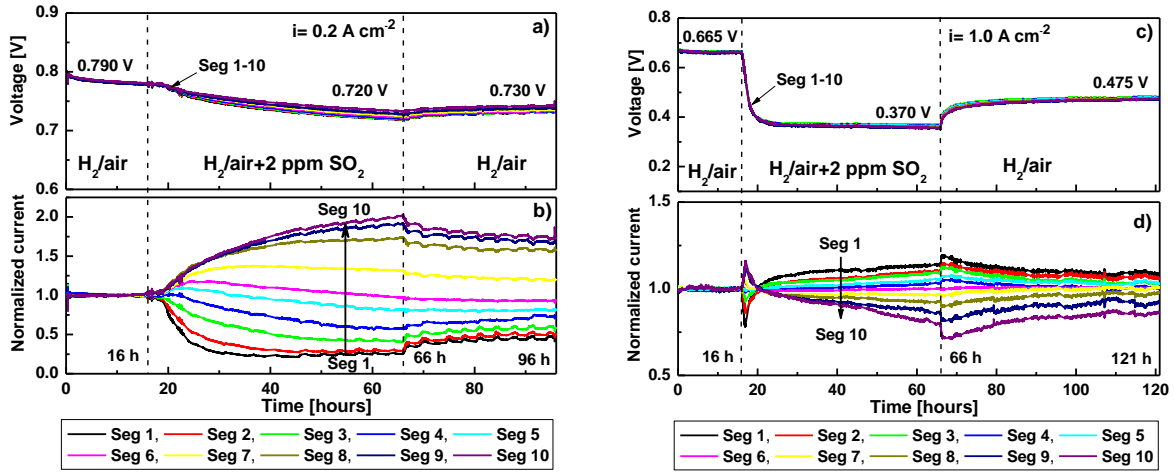 a)
i= 0.2 A cm⁻²
0.9
0.8
0.7
0.6
Voltage [V]
0.790 V
Seg 1-10
0.720 V
0.730 V
H₂/air
H₂/air+2 ppm SO₂
H₂/air
b)
2.0
1.5
1.0
0.5
0.0
Normalized current
Seg 10
Seg 1
16 h
66 h
96 h
0
20
40
60
80
Time [hours]
Seg 1, Seg 2, Seg 3, Seg 4, Seg 5
Seg 6, Seg 7, Seg 8, Seg 9, Seg 10
c)
i= 1.0 A cm⁻²
0.8
0.6
0.4
0.2
Voltage [V]
0.665 V
Seg 1-10
0.370 V
0.475 V
H₂/air
H₂/air+2 ppm SO₂
H₂/air
d)
1.5
1.0
0.5
Normalized current
Seg 1
Seg 10
16 h
66 h
121 h
0
20
40
60
80
100
120
Time [hours]
Seg 1, Seg 2, Seg 3, Seg 4, Seg 5
Seg 6, Seg 7, Seg 8, Seg 9, Seg 10